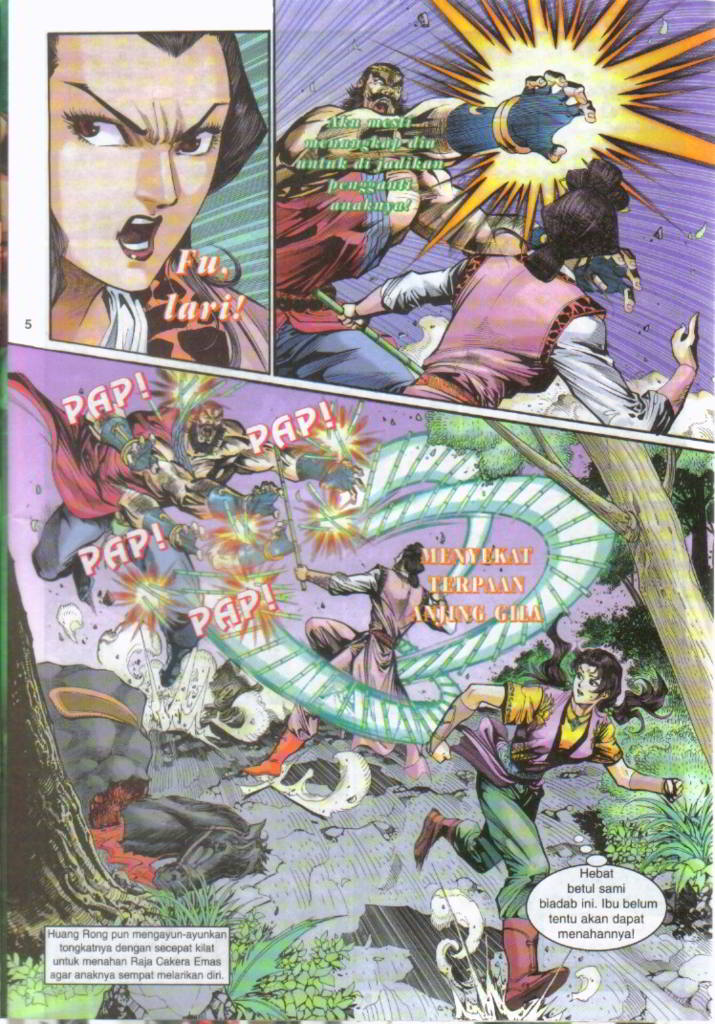 Fu,
lari!
Aku mesti
menangkap dia
untuk di jadikan
pengganti
anaknya!
5
PAP!
PAP!
PAP!
PAP!
MENYEKAT
TERPAAN
ANJING GILA
Hebat
betul sami
biadab ini. Ibu belum
tentu akan dapat
menahannya!
Huang Rong pun mengayun-ayunkan
tongkatnya dengan secepat kilat
untuk menahan Raja Cakera Emas
agar anaknya sempat melarikan diri.